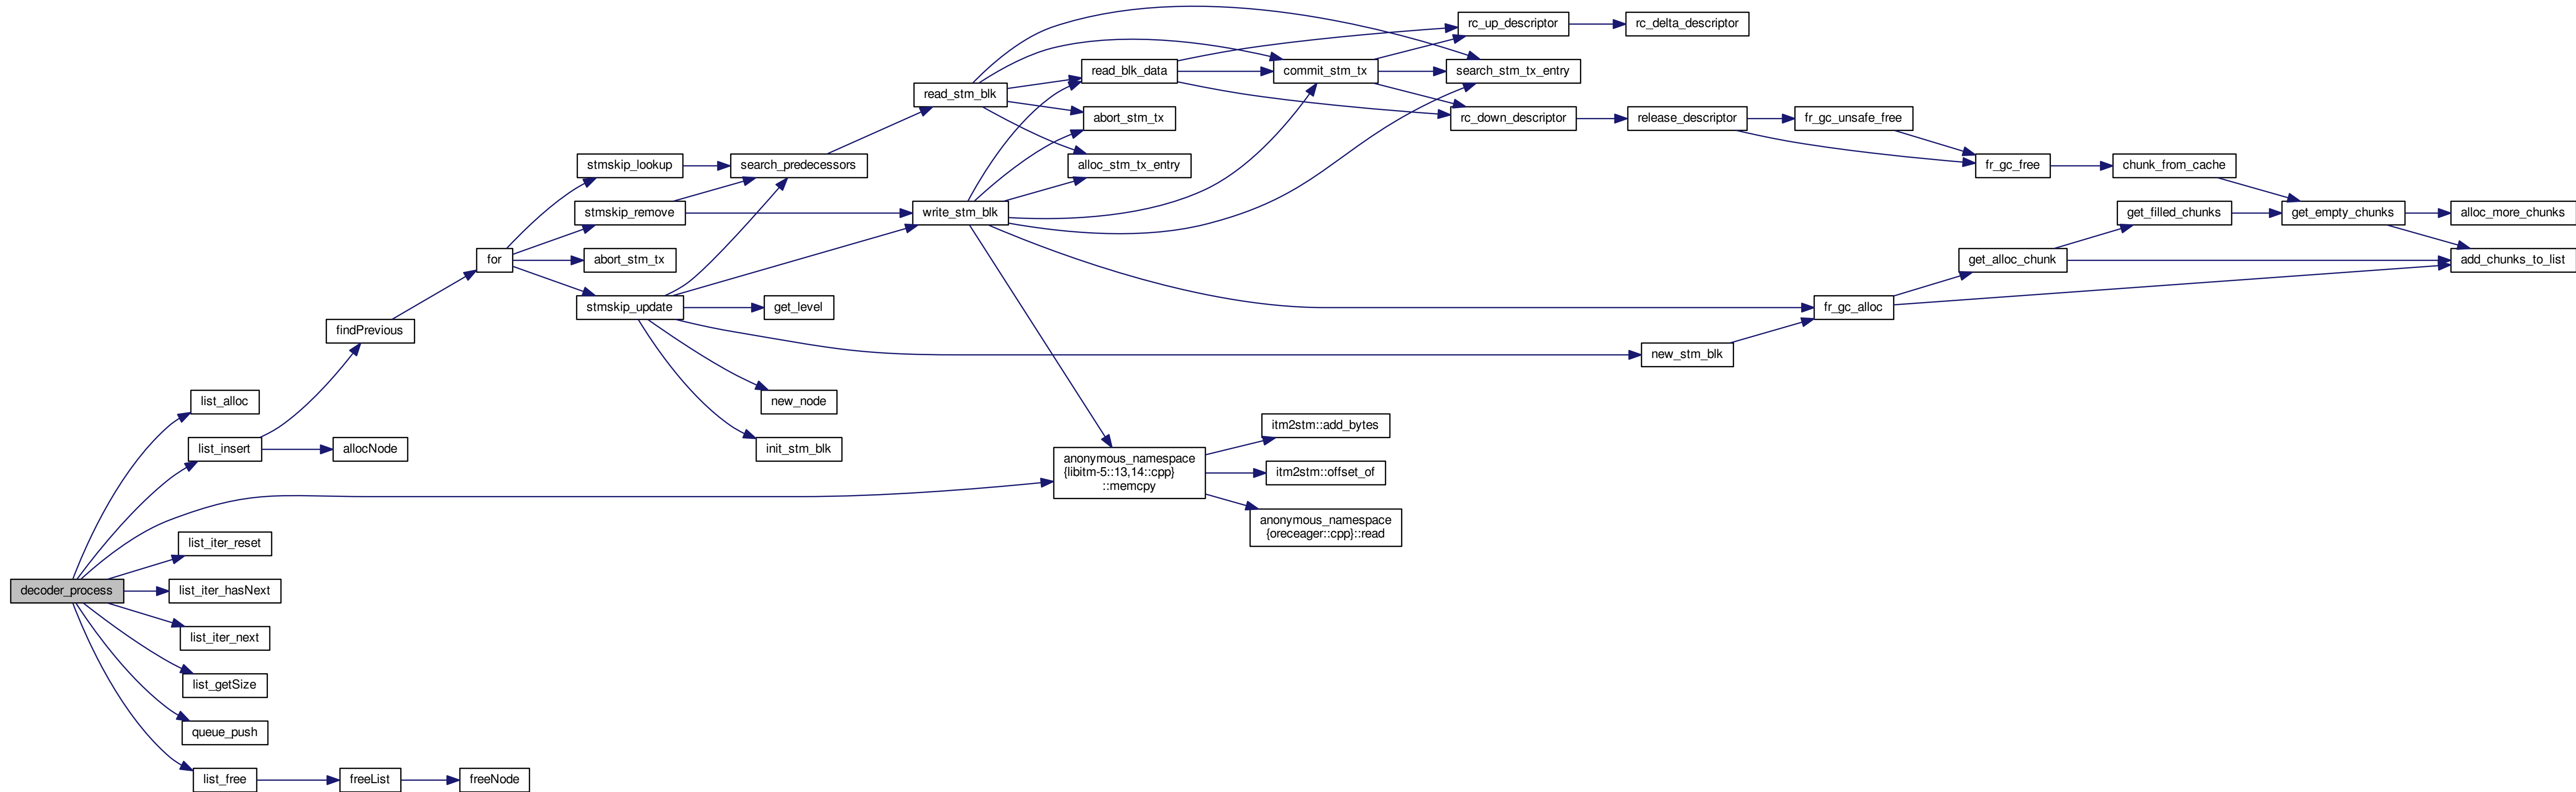 rc_up_descriptor
rc_delta_descriptor
read_blk_data
commit_stm_tx
search_stm_tx_entry
read_stm_blk
abort_stm_tx
rc_down_descriptor
release_descriptor
fr_gc_unsafe_free
stmskip_lookup
search_predecessors
alloc_stm_tx_entry
fr_gc_free
chunk_from_cache
stmskip_remove
write_stm_blk
get_filled_chunks
get_empty_chunks
alloc_more_chunks
for
abort_stm_tx
get_alloc_chunk
add_chunks_to_list
stmskip_update
get_level
fr_gc_alloc
findPrevious
new_stm_blk
list_alloc
new_node
itm2stm::add_bytes
list_insert
allocNode
init_stm_blk
anonymous_namespace
{libitm-5::13,14::cpp}
::memcpy
itm2stm::offset_of
anonymous_namespace
{oreceager::cpp}::read
list_iter_reset
decoder_process
list_iter_hasNext
list_iter_next
list_getSize
queue_push
list_free
freeList
freeNode